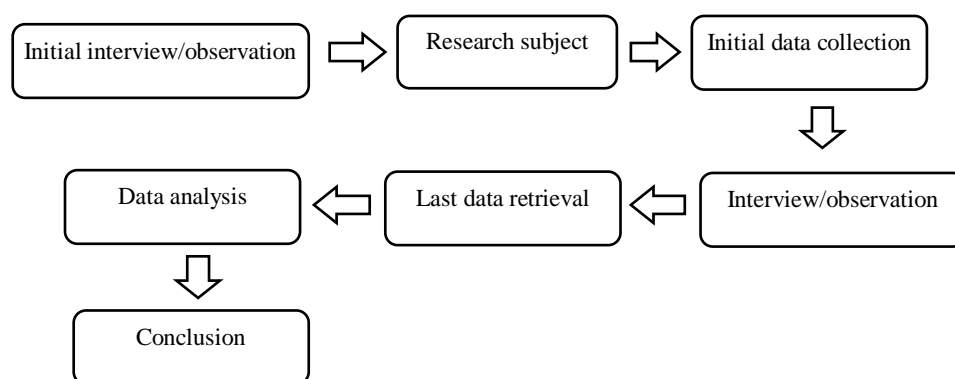 Initial interview/observation
Research subject
Initial data collection
Interview/observation
Last data retrieval
Data analysis
Conclusion